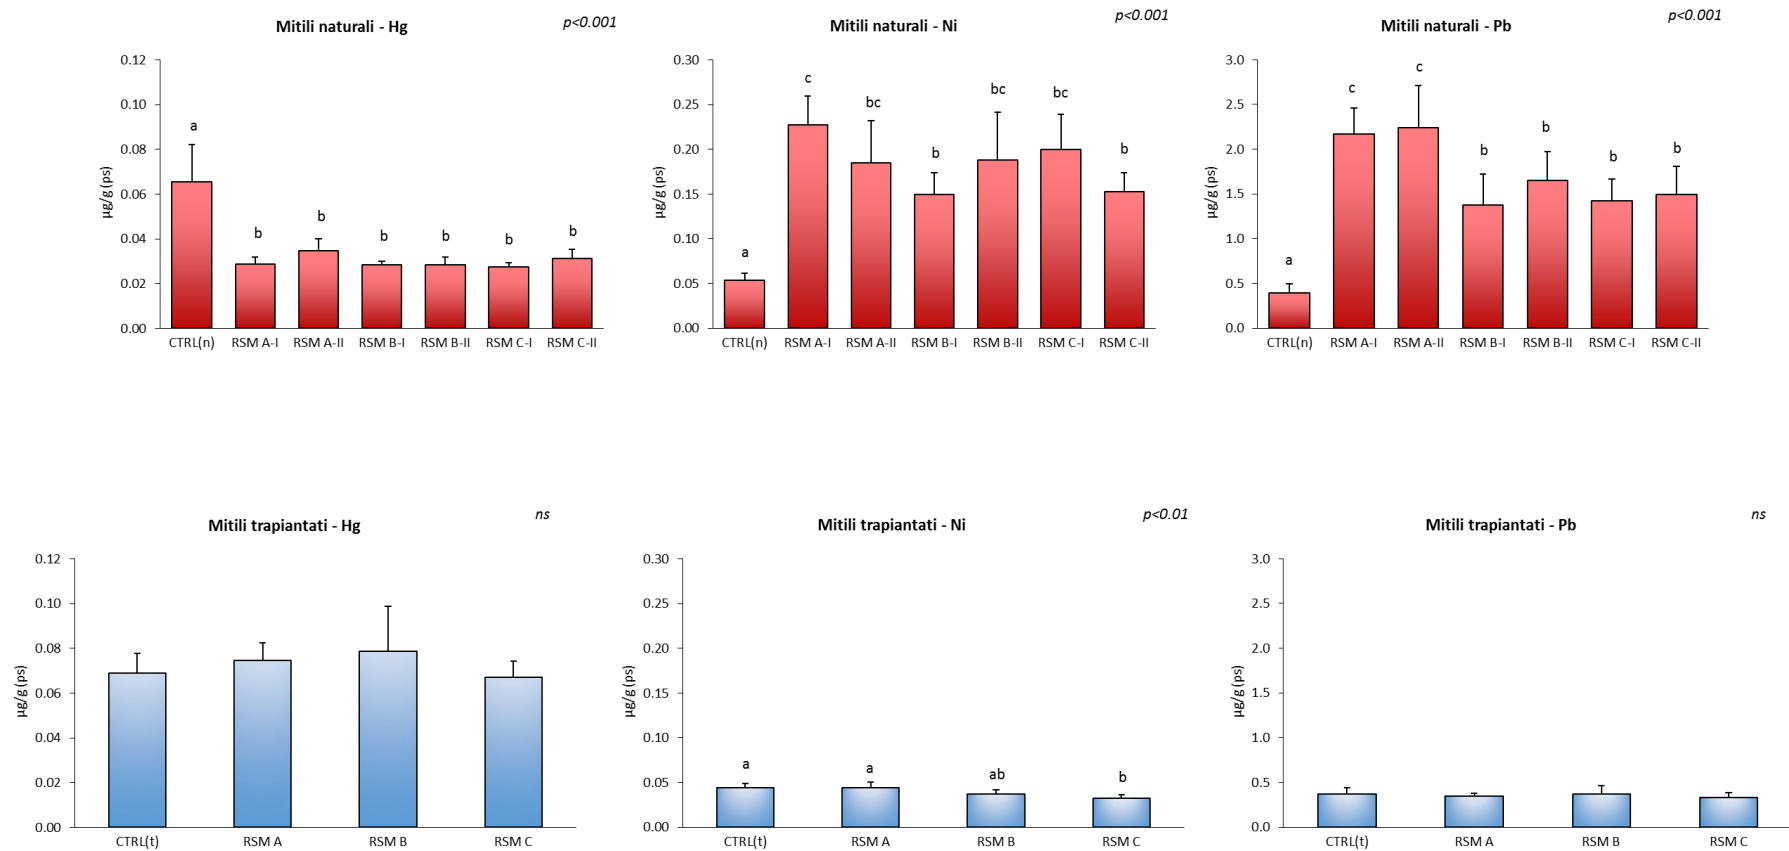 Mitili naturali - Hg
p<0.001
µg/g (ps)
0.12
0.10
0.08
0.06
0.04
0.02
0.00
a
b
b
b
b
b
b
CTRL(n) RSM A-I RSM A-II RSM B-I RSM B-II RSM C-I RSM C-II
Mitili naturali - Ni
p<0.001
µg/g (ps)
0.30
0.25
0.20
0.15
0.10
0.05
0.00
a
c
bc
b
bc
bc
b
CTRL(n) RSM A-I RSM A-II RSM B-I RSM B-II RSM C-I RSM C-II
Mitili naturali - Pb
p<0.001
µg/g (ps)
3.0
2.5
2.0
1.5
1.0
0.5
0.0
a
c
c
b
b
b
b
CTRL(n) RSM A-I RSM A-II RSM B-I RSM B-II RSM C-I RSM C-II
Mitili trapiantati - Hg
ns
µg/g (ps)
0.12
0.10
0.08
0.06
0.04
0.02
0.00
CTRL(t) RSM A RSM B RSM C
Mitili trapiantati - Ni
p<0.01
µg/g (ps)
0.30
0.25
0.20
0.15
0.10
0.05
0.00
a
a
ab
b
CTRL(t) RSM A RSM B RSM C
Mitili trapiantati - Pb
ns
µg/g (ps)
3.0
2.5
2.0
1.5
1.0
0.5
0.0
CTRL(t) RSM A RSM B RSM C